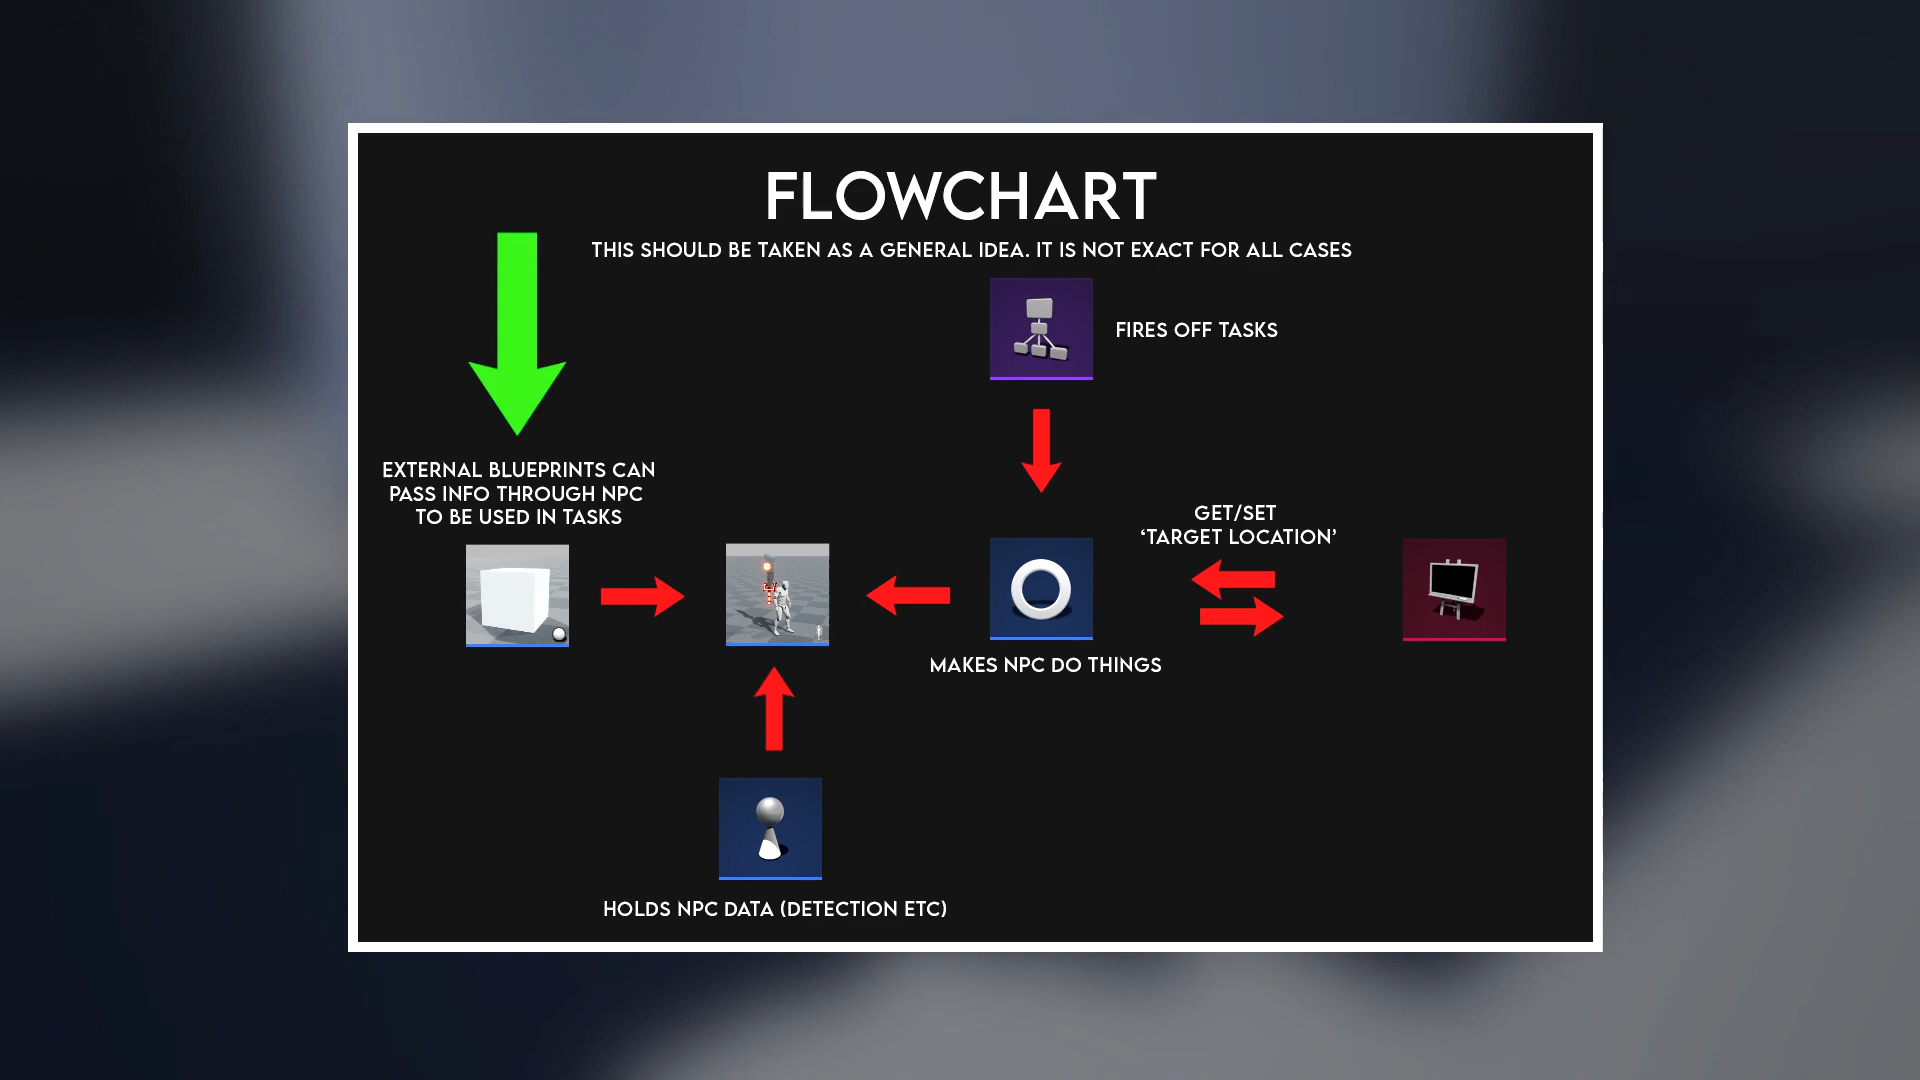 FLOWCHART
THIS SHOULD BE TAKEN AS A GENERAL IDEA. IT IS NOT EXACT FOR ALL CASES
FIRES OFF TASKS
EXTERNAL BLUEPRINTS CAN
PASS INFO THROUGH NPC
TO BE USED IN TASKS
GET/SET
‘TARGET LOCATION’
MAKES NPC DO THINGS
HOLDS NPC DATA (DETECTION ETC)